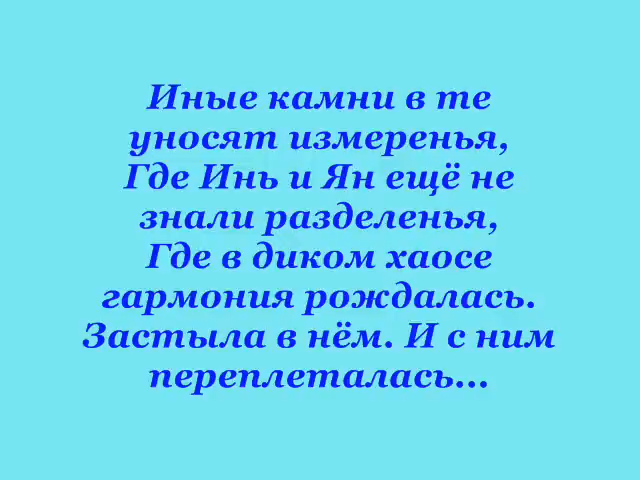 Иные камни в те
уносят измеренья,
Где Инь и Ян ещё не
знали разделенья,
Где в диком хаосе
гармония рождалась.
Застыла в нём. И с ним
переплеталась...